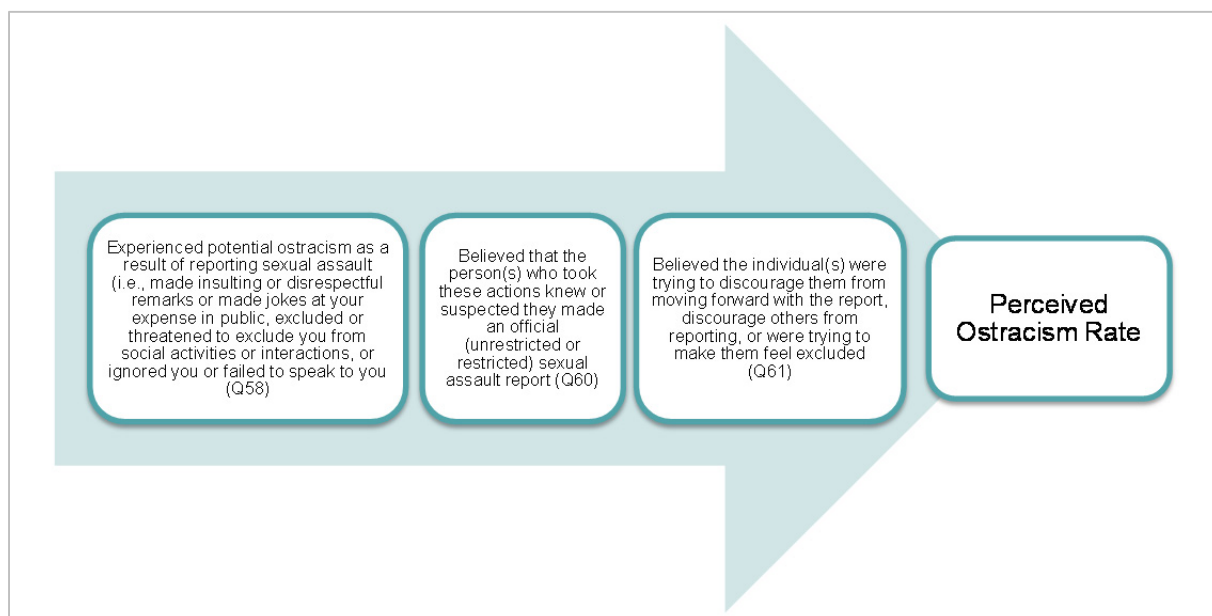 Experienced potential ostracism as a
result of reporting sexual assault
(i.e., made insulting or disrespectful
remarks or made jokes at your
expense in public, excluded or
threatened to exclude you from
social activities or interactions, or
ignored you or failed to speak to you
(Q58)
Believed that the
person(s) who took
these actions knew or
suspected they made
an official
(unrestricted or
restricted) sexual
assault report (Q60)
Believed the individual(s) were
trying to discourage them from
moving forward with the report,
discourage others from
reporting, or were trying to
make them feel excluded
(Q61)
Perceived
Ostracism Rate